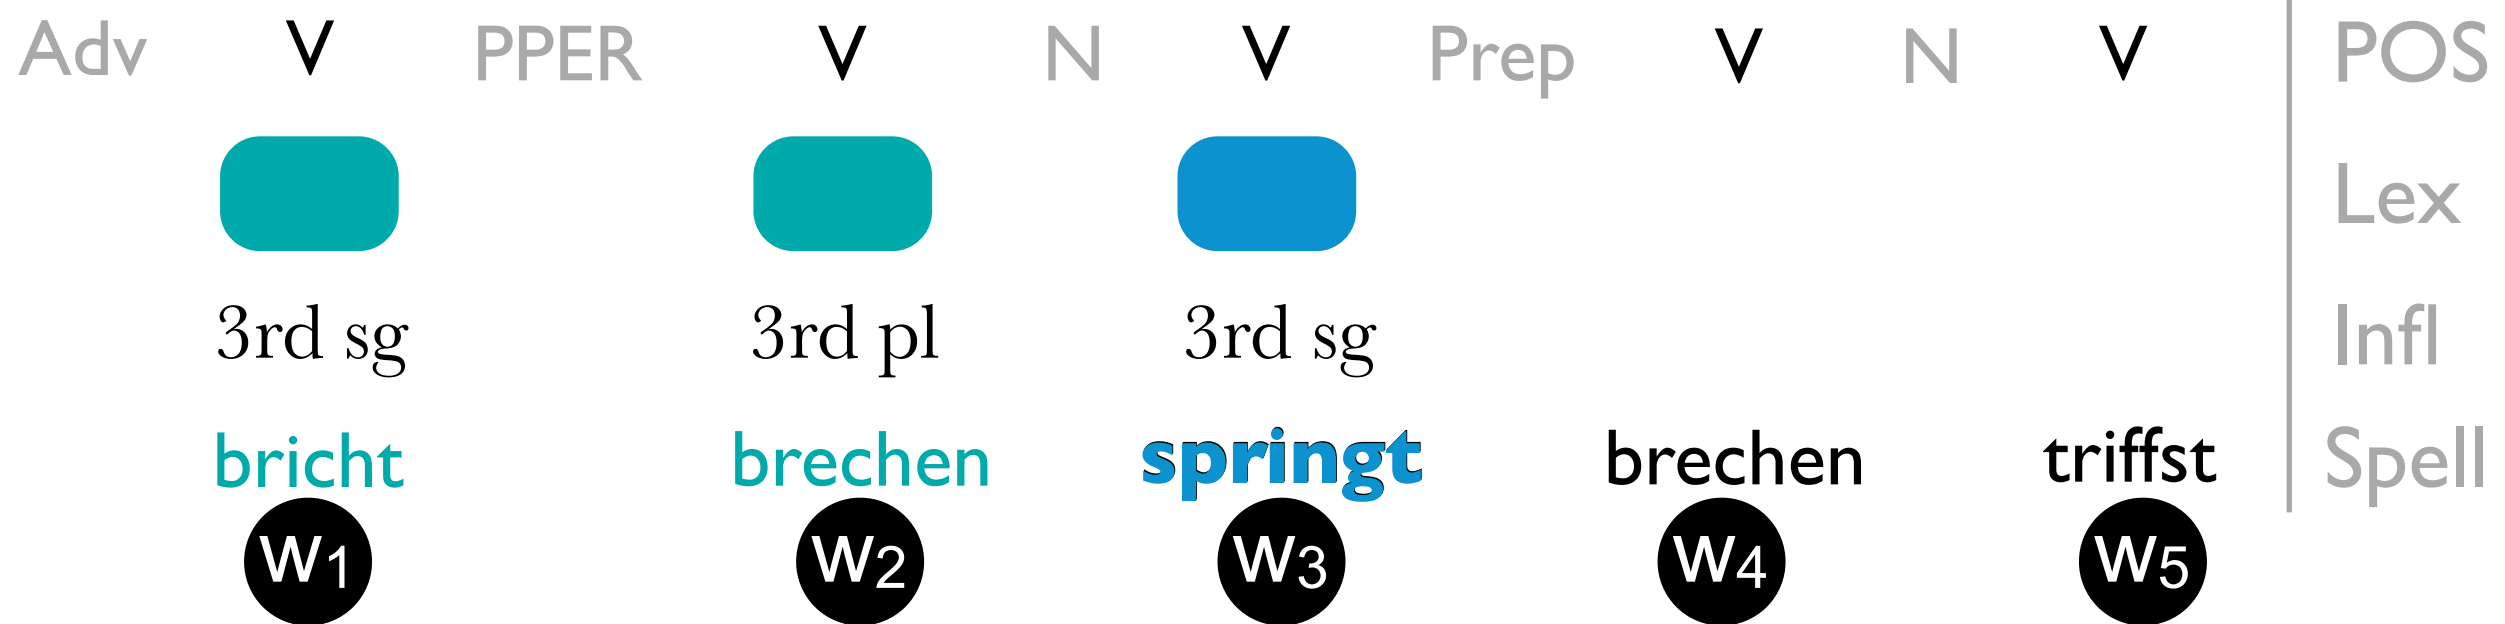 Adv V PPER V N V Prep V N V POS
Lex
3rd sg 3rd pl 3rd sg Infl
bricht brechen springt brechen triffst Spell
W1 W2 W3 W4 W5